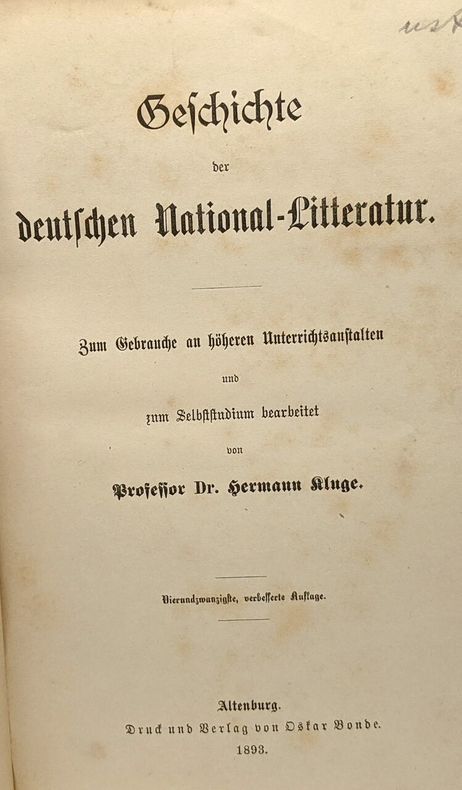 Geschichte
der
deutschen National-Litteratur.
Zum Gebrauche an höheren Unterrichtsanstalten
und
zum Selbststudium bearbeitet
von
Professor Dr. Hermann Kluge.
Vierundzwanzigste, verbesserte Auflage.
Altenburg.
Druck und Verlag von Oskar Bonde.
1893.